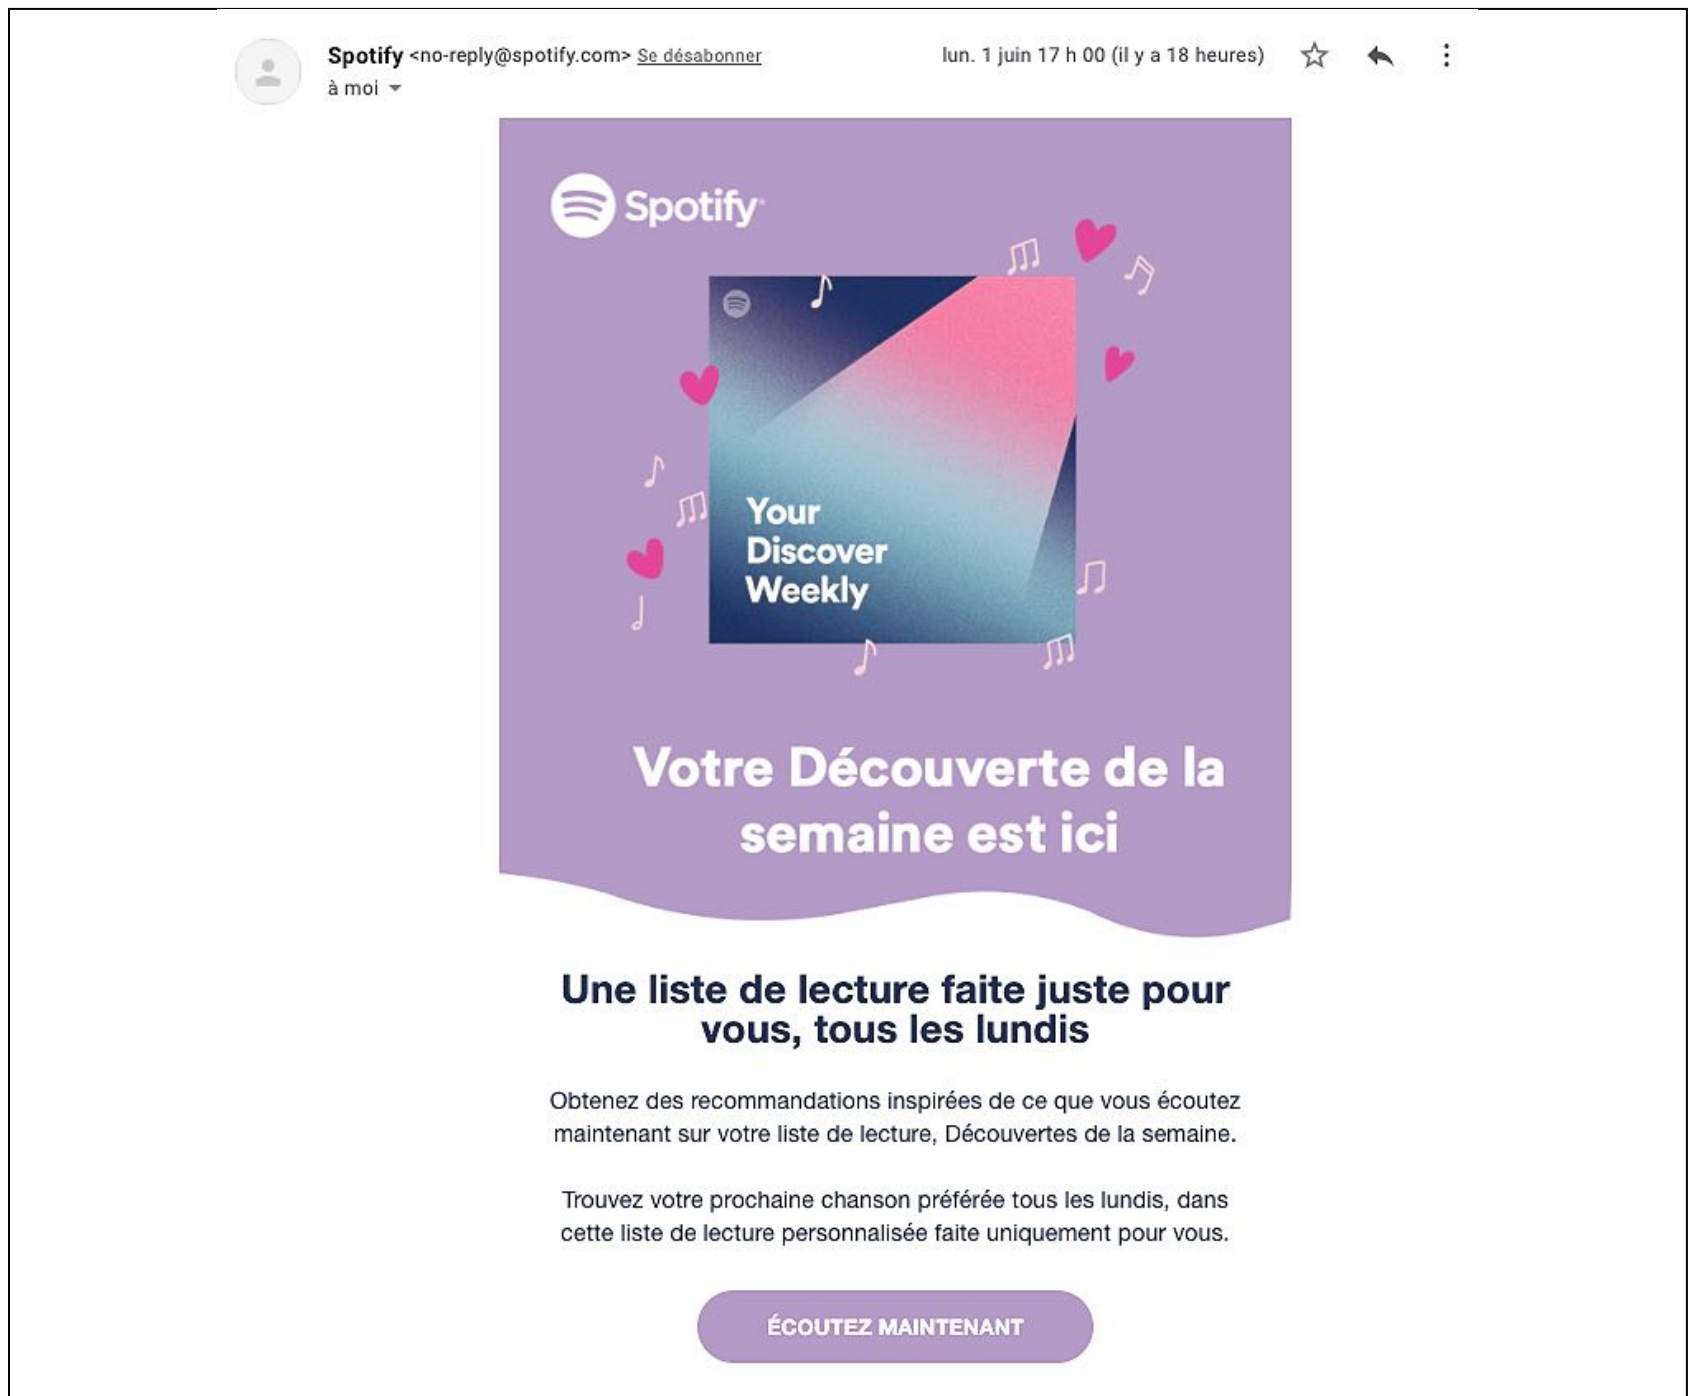 Spotify <no-reply@spotify.com> Se désabonner lun. 1 juin 17 h 00 (il y a 18 heures)
à moi
Spotify
Your
Discover
Weekly
Votre Découverte de la
semaine est ici
Une liste de lecture faite juste pour
vous, tous les lundis
Obtenez des recommandations inspirées de ce que vous écoutez
maintenant sur votre liste de lecture, Découvertes de la semaine.
Trouvez votre prochaine chanson préférée tous les lundis, dans
cette liste de lecture personnalisée faite uniquement pour vous.
ÉCOUTEZ MAINTENANT